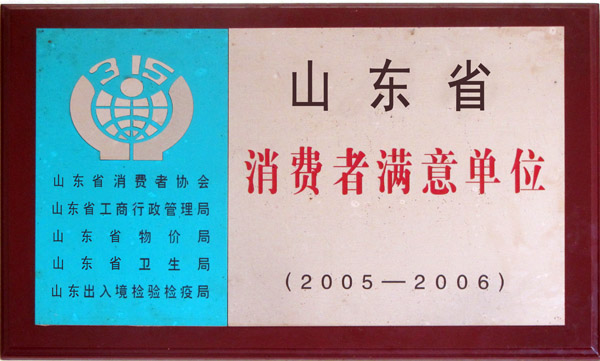 315
山东省消费者协会
山东省工商行政管理局
山东省物价局
山东省卫生局
山东出入境检验检疫局
山东省
消费者满意单位
(2005—2006)